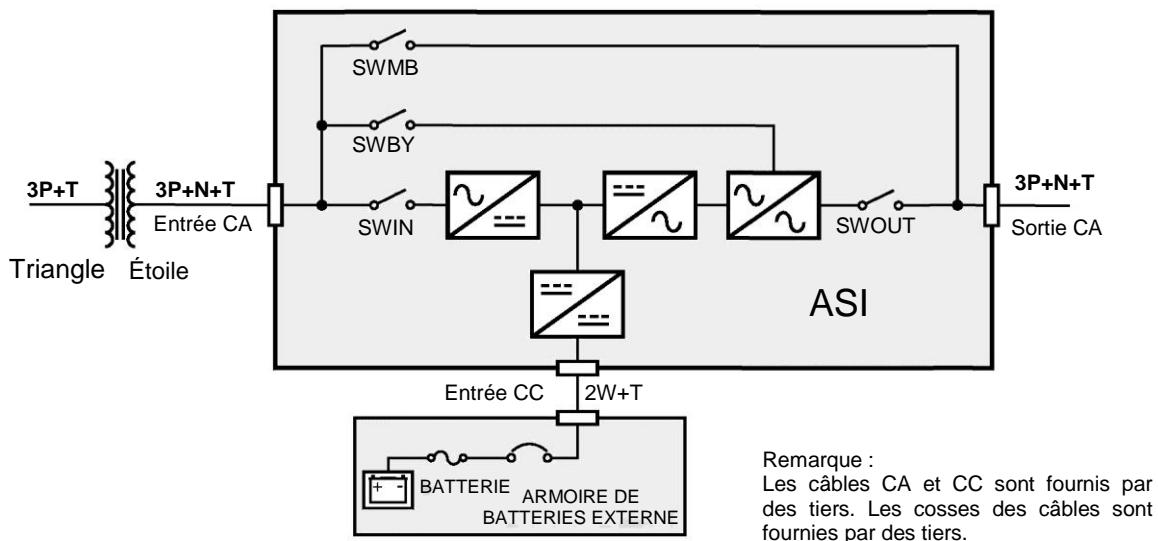 SWMB
SWBY
3P+T
3P+N+T
3P+N+T
Entrée CA
SWIN
SWOUT
Sortie CA
Triangle
Étoile
ASI
Entrée CC
2W+T
+ -
BATTERIE
ARMOIRE DE
BATTERIES EXTERNE
Remarque :
Les câbles CA et CC sont fournis par
des tiers. Les cosses des câbles sont
fournies par des tiers.